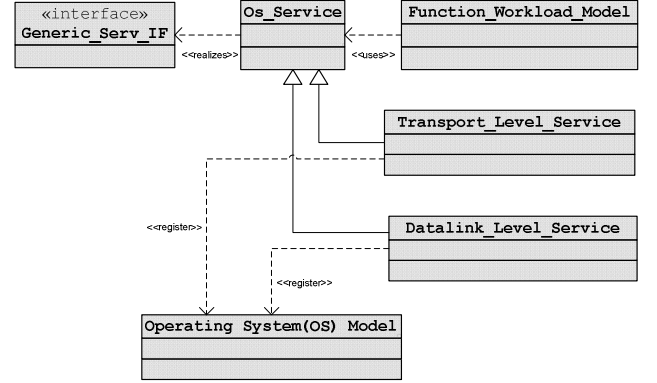 «interface»
Generic_Serv_IF
Os_Service
Function_Workload_Model
<<realizes>>
<<uses>>
Transport_Level_Service
<<register>>
Datalink_Level_Service
<<register>>
Operating System(OS) Model